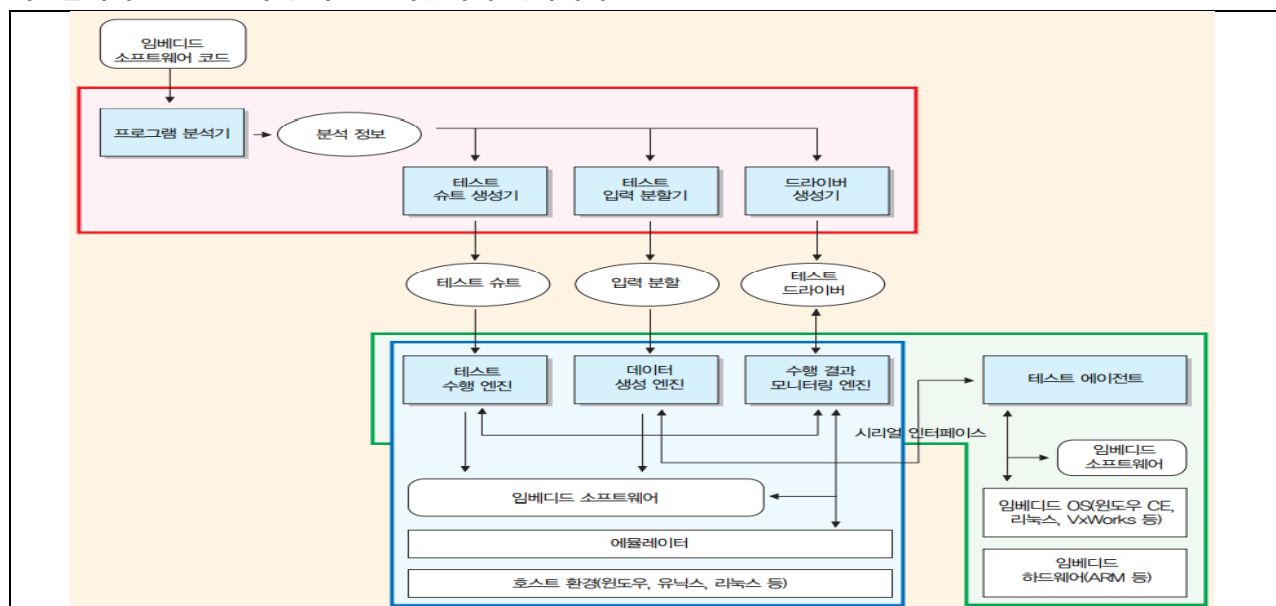 임베디드
소프트웨어 코드
프로그램 분석기
분석 정보
테스트
슈트 생성기
테스트
입력 분할기
드라이버
생성기
테스트 슈트
입력 분할
테스트
드라이버
테스트
수행 엔진
데이터
생성 엔진
수행 결과
모니터링 엔진
테스트 에이전트
시리얼 인터페이스
임베디드
소프트웨어
임베디드 소프트웨어
임베디드 OS(윈도우 CE,
리눅스, VxWorks 등)
에뮬레이터
호스트 환경(윈도우, 유닉스, 리눅스 등)
임베디드
하드웨어(ARM 등)